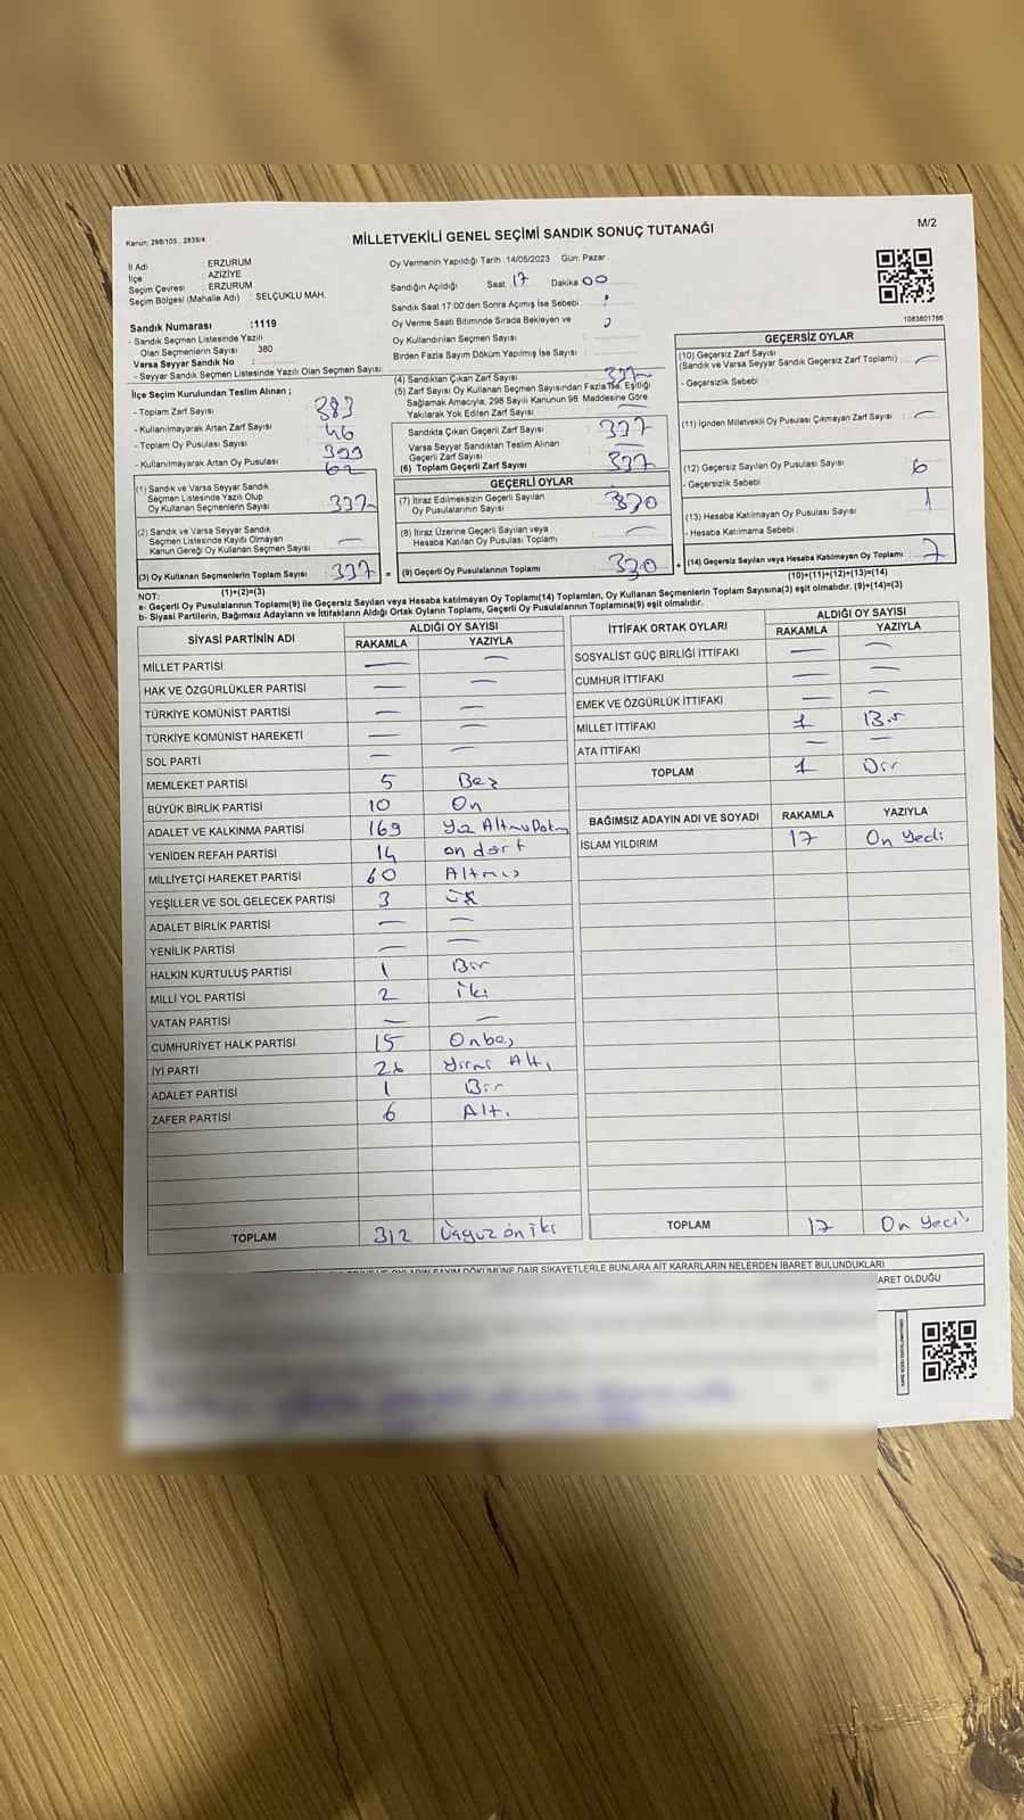 Kanun: 298/105 , 2839/4
MİLLETVEKİLİ GENEL SEÇİMİ SANDIK SONUÇ TUTANAĞI
M/2
İl Adı : ERZURUM
İlçe : AZİZİYE
Seçim Çevresi : ERZURUM
Seçim Bölgesi (Mahalle Adı) : SELÇUKLU MAH.
Oy Vermenin Yapıldığı Tarih :14/05/2023 Gün: Pazar
Sandığın Açıldığı Saat: 17 Dakika 00
Sandık Saat 17:00'den Sonra Açımış İse Sebebi :
Oy Verme Saati Bitiminde Sırada Bekleyen ve
Oy Kullandırılan Seçmen Sayısı
Birden Fazla Sayım Döküm Yapılmış İse Sayısı
1083801786
Sandık Numarası :1119
- Sandık Seçmen Listesinde Yazılı
Olan Seçmenlerin Sayısı : 380
Varsa Seyyar Sandık No :
- Seyyar Sandık Seçmen Listesinde Yazılı Olan Seçmen Sayısı:
İlçe Seçim Kurulundan Teslim Alınan ;
- Toplam Zarf Sayısı 383
- Kullanılmayarak Artan Zarf Sayısı 46
- Toplam Oy Pusulası Sayısı 399
- Kullanılmayarak Artan Oy Pusulası 62
(1) Sandık ve Varsa Seyyar Sandık
Seçmen Listesinde Yazılı Olup
Oy Kullanan Seçmenlerin Sayısı 337
(2) Sandık ve Varsa Seyyar Sandık
Seçmen Listesinde Kayıtlı Olmayan
Kanun Gereği Oy Kullanan Seçmen Sayısı —
(3) Oy Kullanan Seçmenlerin Toplam Sayısı 337 =
(1)+(2)=(3)
(4) Sandıktan Çıkan Zarf Sayısı 337
(5) Zarf Sayısı Oy Kullanan Seçmen Sayısından Fazla İse, Eşitliği
Sağlamak Amacıyla; 298 Sayılı Kanunun 98. Maddesine Göre
Yakılarak Yok Edilen Zarf Sayısı —
Sandıkta Çıkan Geçerli Zarf Sayısı 337
Varsa Seyyar Sandıktan Teslim Alınan
Geçerli Zarf Sayısı —
(6) Toplam Geçerli Zarf Sayısı 337
GEÇERLİ OYLAR
(7) İtiraz Edilmeksizin Geçerli Sayılan
Oy Pusulalarının Sayısı 330
(8) İtiraz Üzerine Geçerli Sayılan veya
Hesaba Katılan Oy Pusulası Toplamı —
(9) Geçerli Oy Pusulalarının Toplamı 330 +
GEÇERSİZ OYLAR
(10) Geçersiz Zarf Sayısı
(Sandık ve Varsa Seyyar Sandık Geçersiz Zarf Toplamı) —
- Geçersizlik Sebebi
(11) İçinden Milletvekili Oy Pusulası Çıkmayan Zarf Sayısı —
(12) Geçersiz Sayılan Oy Pusulası Sayısı 6
- Geçersizlik Sebebi
(13) Hesaba Katılmayan Oy Pusulası Sayısı 1
- Hesaba Katılmama Sebebi :
(14) Geçersiz Sayılan veya Hesaba Katılmayan Oy Toplamı 7
(10)+(11)+(12)+(13)=(14)
NOT:
a- Geçerli Oy Pusulalarının Toplamı(9) ile Geçersiz Sayılan veya Hesaba katılmayan Oy Toplamı(14) Toplamları, Oy Kullanan Seçmenlerin Toplam Sayısına(3) eşit olmalıdır. (9)+(14)=(3)
b- Siyasi Partilerin, Bağımsız Adayların ve İttifakların Aldığı Ortak Oyların Toplamı, Geçerli Oy Pusulalarının Toplamına(9) eşit olmalıdır.
SİYASİ PARTİNİN ADI ALDIĞI OY SAYISI
RAKAMLA YAZIYLA
MİLLET PARTİSİ — —
HAK VE ÖZGÜRLÜKLER PARTİSİ — —
TÜRKİYE KOMÜNİST PARTİSİ — —
TÜRKİYE KOMÜNİST HAREKETİ — —
SOL PARTİ — —
MEMLEKET PARTİSİ 5 Beş
BÜYÜK BİRLİK PARTİSİ 10 On
ADALET VE KALKINMA PARTİSİ 169
YENİDEN REFAH PARTİSİ 14 on dört
MİLLİYETÇİ HAREKET PARTİSİ 60 Altmış
YEŞİLLER VE SOL GELECEK PARTİSİ 3 üç
ADALET BİRLİK PARTİSİ — —
YENİLİK PARTİSİ — —
HALKIN KURTULUŞ PARTİSİ 1 Bir
MİLLİ YOL PARTİSİ 2 iki
VATAN PARTİSİ — —
CUMHURİYET HALK PARTİSİ 15 Onbeş
İYİ PARTİ 26 Yirmi Altı
ADALET PARTİSİ 1 Bir
ZAFER PARTİSİ 6 Altı
TOPLAM 312 Üçyüz on iki
İTTİFAK ORTAK OYLARI ALDIĞI OY SAYISI
RAKAMLA YAZIYLA
SOSYALİST GÜÇ BİRLİĞİ İTTİFAKI — —
CUMHUR İTTİFAKI — —
EMEK VE ÖZGÜRLÜK İTTİFAKI — —
MİLLET İTTİFAKI 1 Bir
ATA İTTİFAKI — —
TOPLAM 1 Bir
BAĞIMSIZ ADAYIN ADI VE SOYADI RAKAMLA YAZIYLA
İSLAM YILDIRIM 17 On Yedi
TOPLAM 17 On Yedi
SAYIM DÖKÜMÜNE DAİR ŞİKAYETLERLE BUNLARA AİT KARARLARIN NELERDEN İBARET BULUNDUKLARI
ARET OLDUĞU